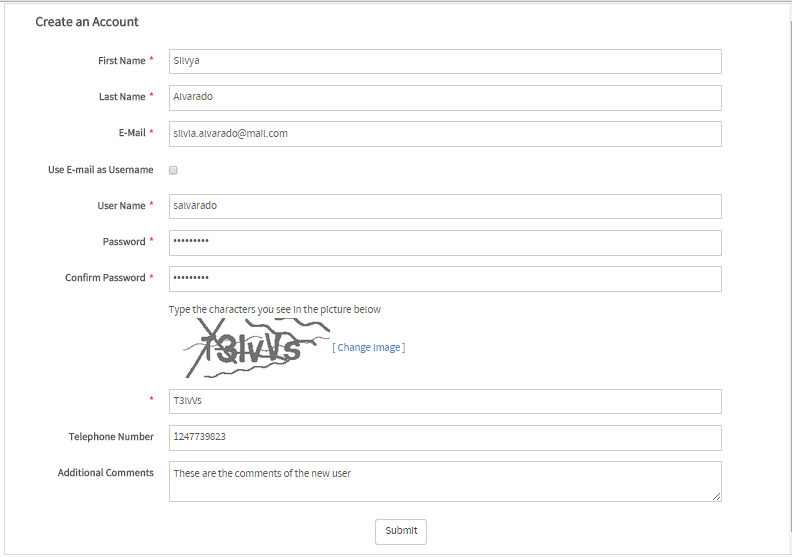 Create an Account
First Name * Silvya
Last Name * Alvarado
E-Mail * silvia.alvarado@mail.com
Use E-mail as Username
User Name * salvarado
Password * •••••••••
Confirm Password * •••••••••
Type the characters you see in the picture below
T3lvVs [ Change Image ]
* T3lvVs
Telephone Number 1247739823
Additional Comments These are the comments of the new user
Submit